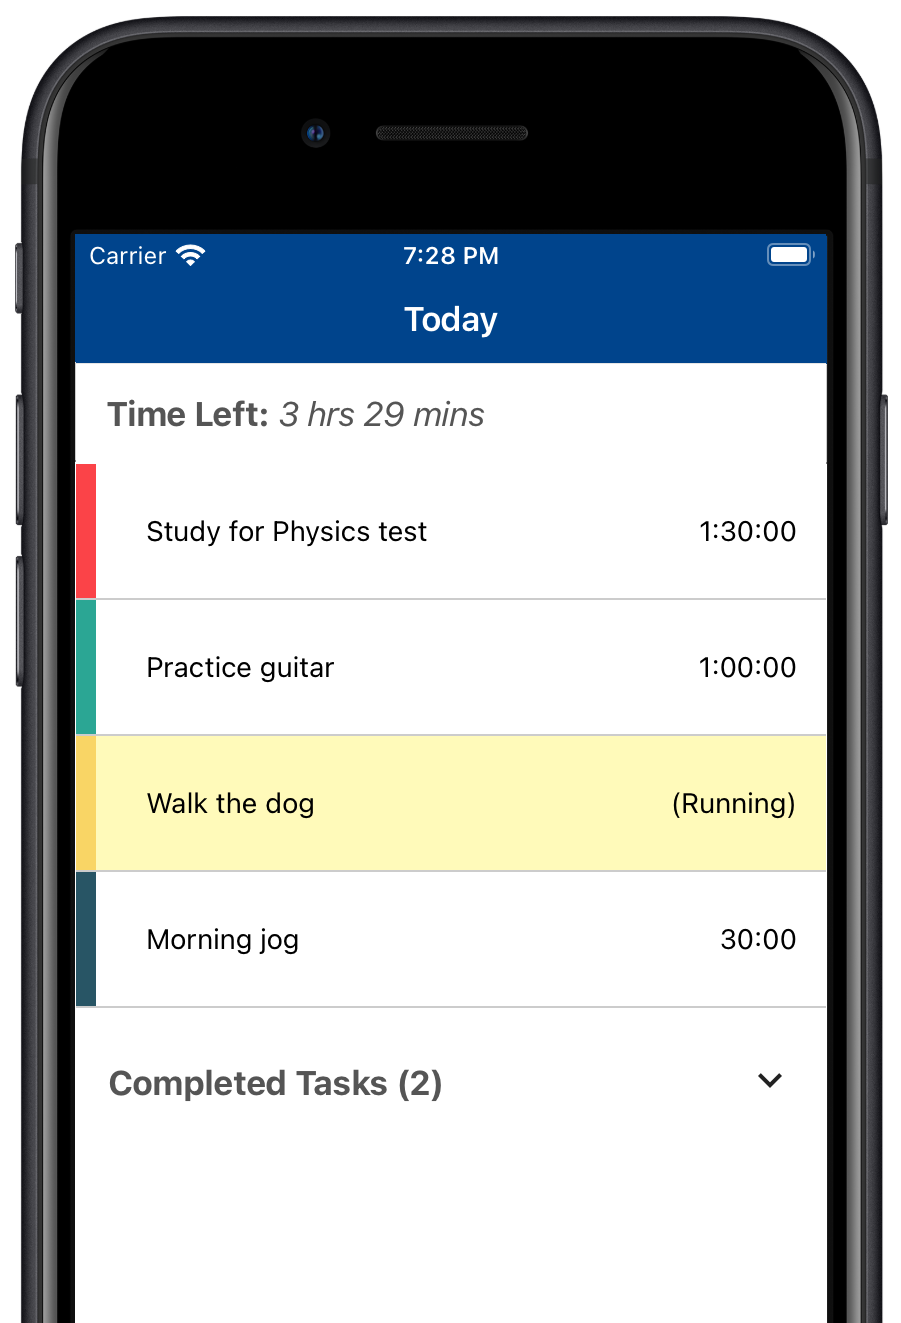 Carrier 7:28 PM
Today
Time Left: 3 hrs 29 mins
Study for Physics test 1:30:00
Practice guitar 1:00:00
Walk the dog (Running)
Morning jog 30:00
Completed Tasks (2)